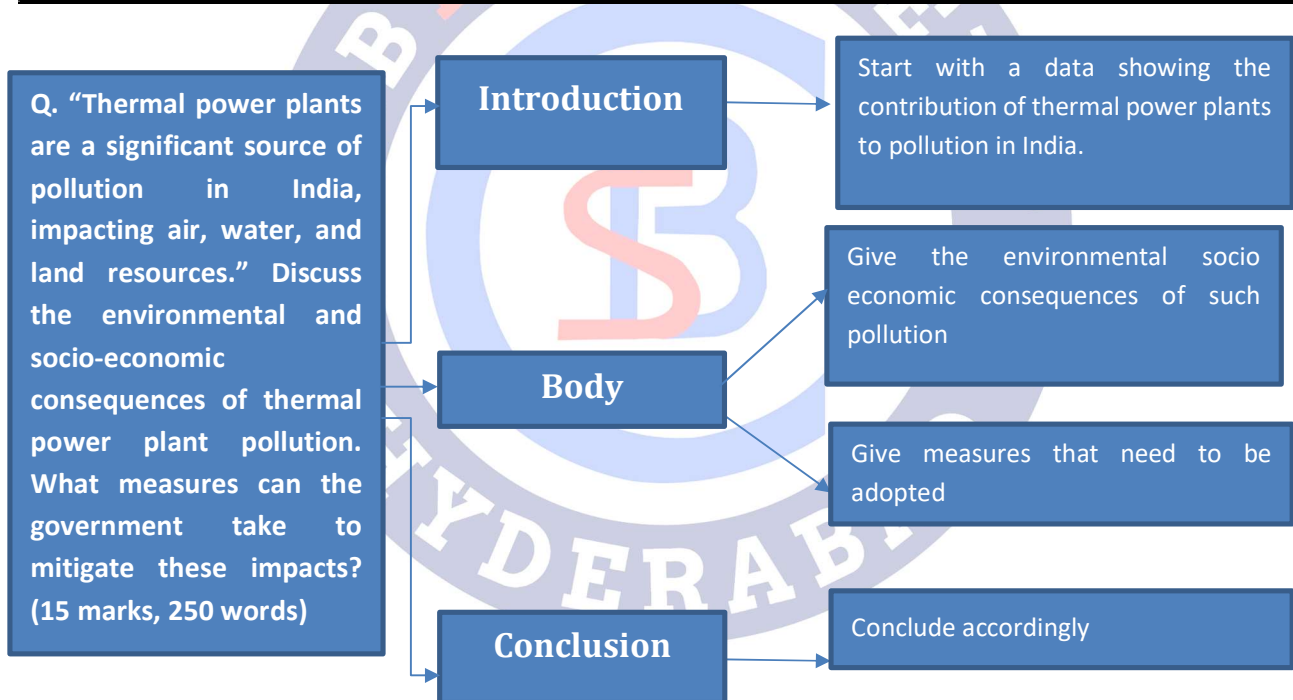 Q. “Thermal power plants
are a significant source of
pollution in India,
impacting air, water, and
land resources.” Discuss
the environmental and
socio-economic
consequences of thermal
power plant pollution.
What measures can the
government take to
mitigate these impacts?
(15 marks, 250 words)
Introduction
Start with a data showing the
contribution of thermal power plants
to pollution in India.
Body
Give the environmental socio
economic consequences of such
pollution
Give measures that need to be
adopted
Conclusion
Conclude accordingly